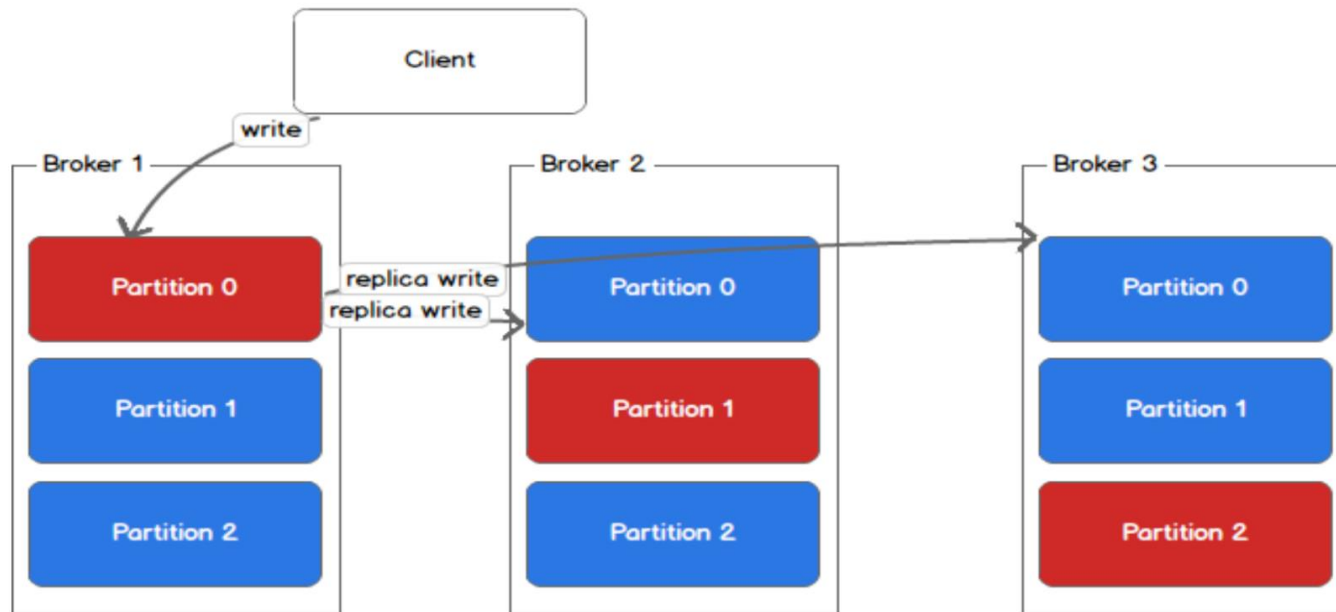 Client
write
Broker 1
Broker 2
Broker 3
Partition 0
replica write
replica write
Partition 0
Partition 0
Partition 1
Partition 1
Partition 1
Partition 2
Partition 2
Partition 2